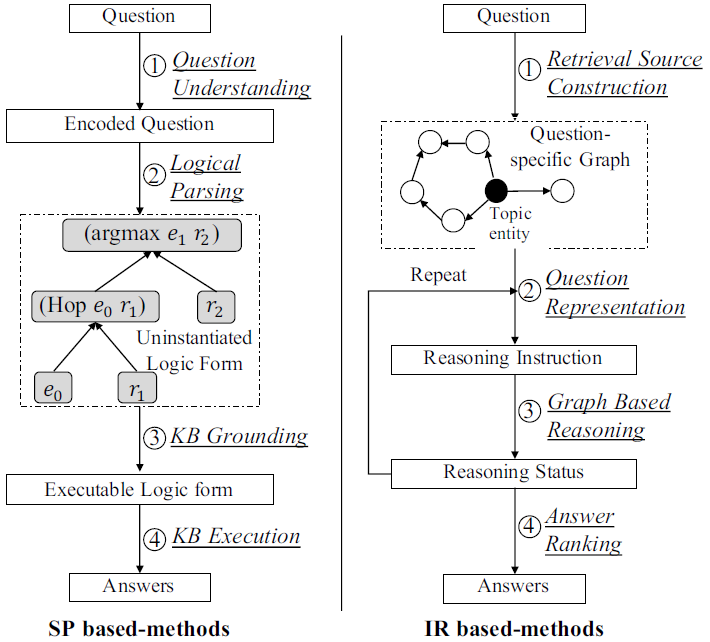 Question
① Question
Understanding
Encoded Question
② Logical
Parsing
(argmax e₁ r₂)
(Hop e₀ r₁)
r₂
Uninstantiated
Logic Form
e₀
r₁
③ KB Grounding
Executable Logic form
④ KB Execution
Answers
SP based-methods
Question
① Retrieval Source
Construction
Question-
specific Graph
Topic
entity
Repeat
② Question
Representation
Reasoning Instruction
③ Graph Based
Reasoning
Reasoning Status
④ Answer
Ranking
Answers
IR based-methods